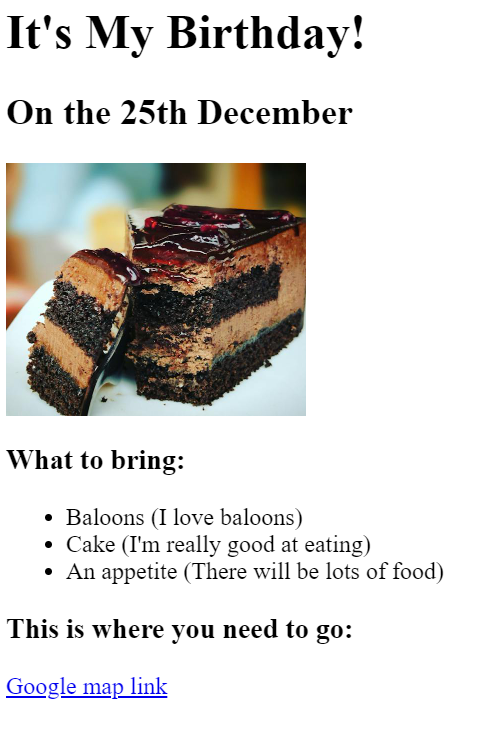 It's My Birthday!
On the 25th December
What to bring:
Baloons (I love baloons)
Cake (I'm really good at eating)
An appetite (There will be lots of food)
This is where you need to go:
Google map link